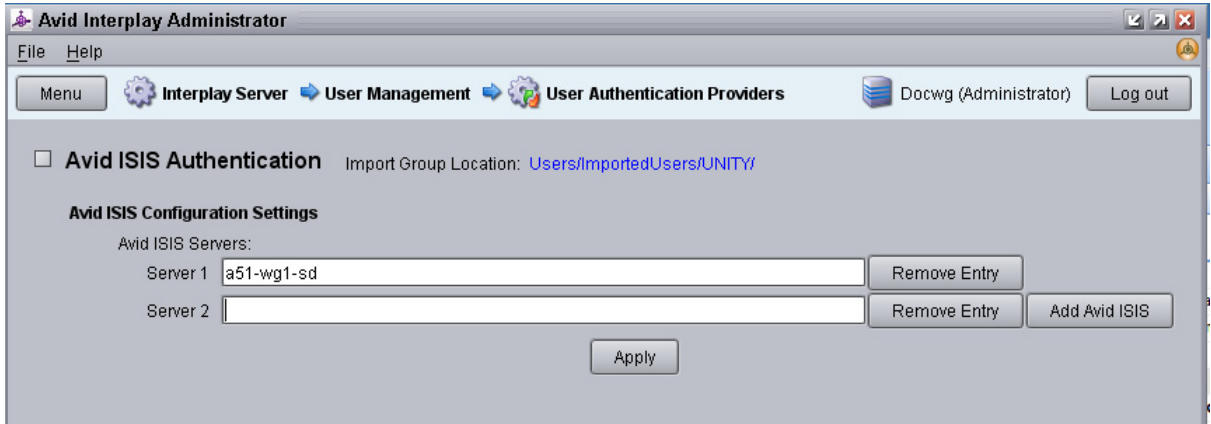 Avid Interplay Administrator
File Help
Menu Interplay Server User Management User Authentication Providers Docwg (Administrator) Log out
Avid ISIS Authentication Import Group Location: Users/ImportedUsers/UNITY/
Avid ISIS Configuration Settings
Avid ISIS Servers:
Server 1 a51-wg1-sd Remove Entry
Server 2 Remove Entry Add Avid ISIS
Apply